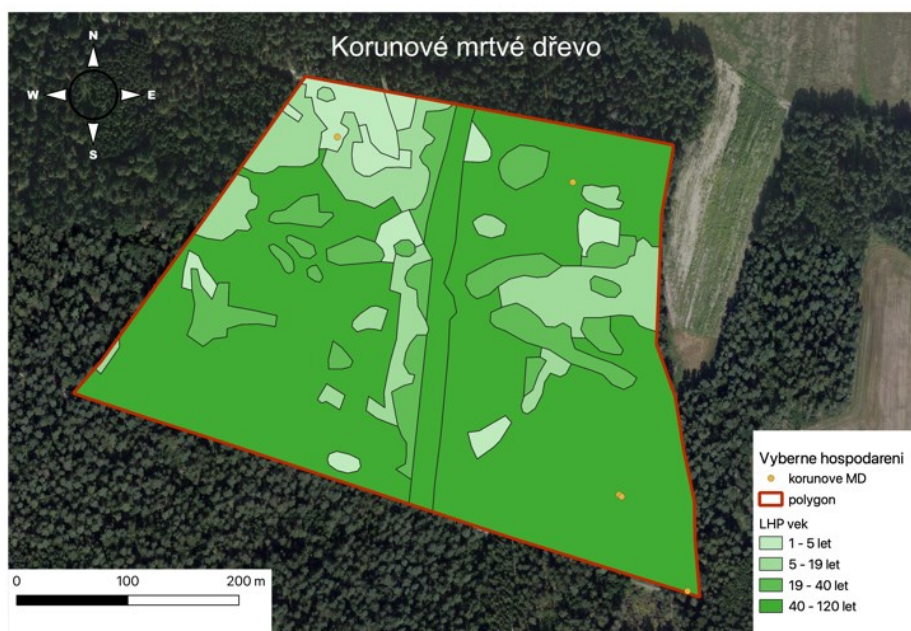 Korunové mrtvé dřevo
N
W E
S
Vyberne hospodareni
korunove MD
polygon
LHP vek
1 - 5 let
5 - 19 let
19 - 40 let
40 - 120 let
0 100 200 m